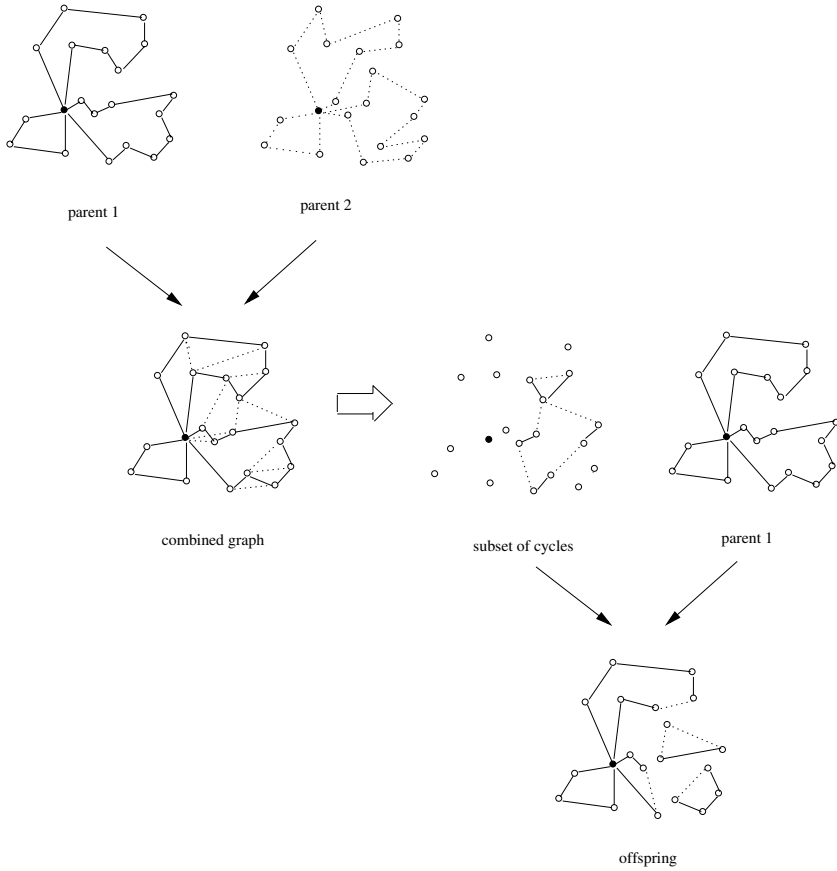 parent 1
parent 2
combined graph
subset of cycles
parent 1
offspring